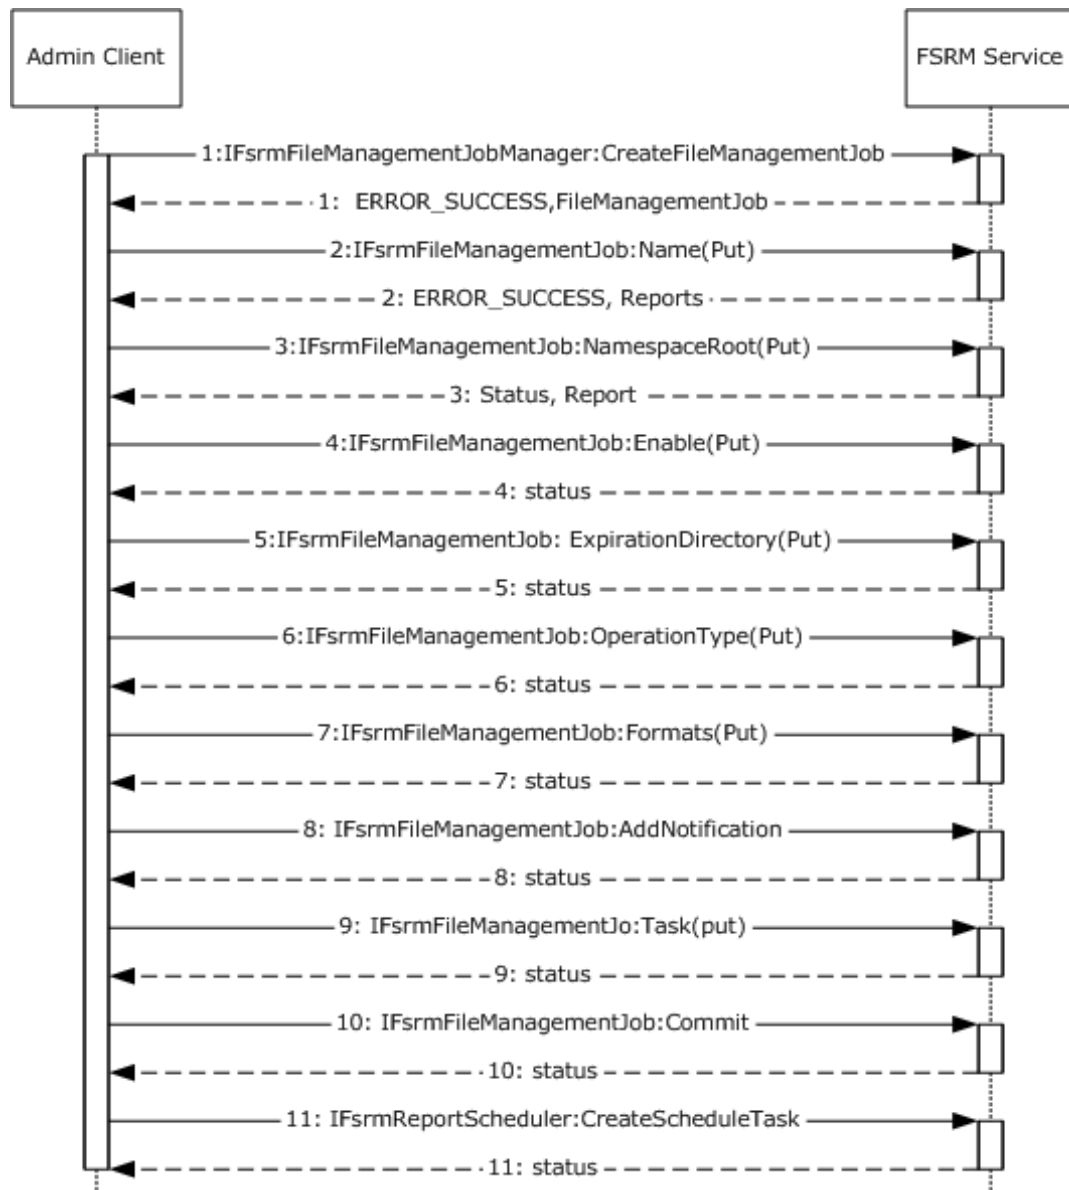 Admin Client
FSRM Service
1:IFsrmFileManagementJobManager:CreateFileManagementJob
1:  ERROR_SUCCESS,FileManagementJob
2:IFsrmFileManagementJob:Name(Put)
2: ERROR_SUCCESS, Reports
3:IFsrmFileManagementJob:NamespaceRoot(Put)
3: Status, Report
4:IFsrmFileManagementJob:Enable(Put)
4: status
5:IFsrmFileManagementJob: ExpirationDirectory(Put)
5: status
6:IFsrmFileManagementJob:OperationType(Put)
6: status
7:IFsrmFileManagementJob:Formats(Put)
7: status
8: IFsrmFileManagementJob:AddNotification
8: status
9: IFsrmFileManagementJo:Task(put)
9: status
10: IFsrmFileManagementJob:Commit
10: status
11: IFsrmReportScheduler:CreateScheduleTask
11: status